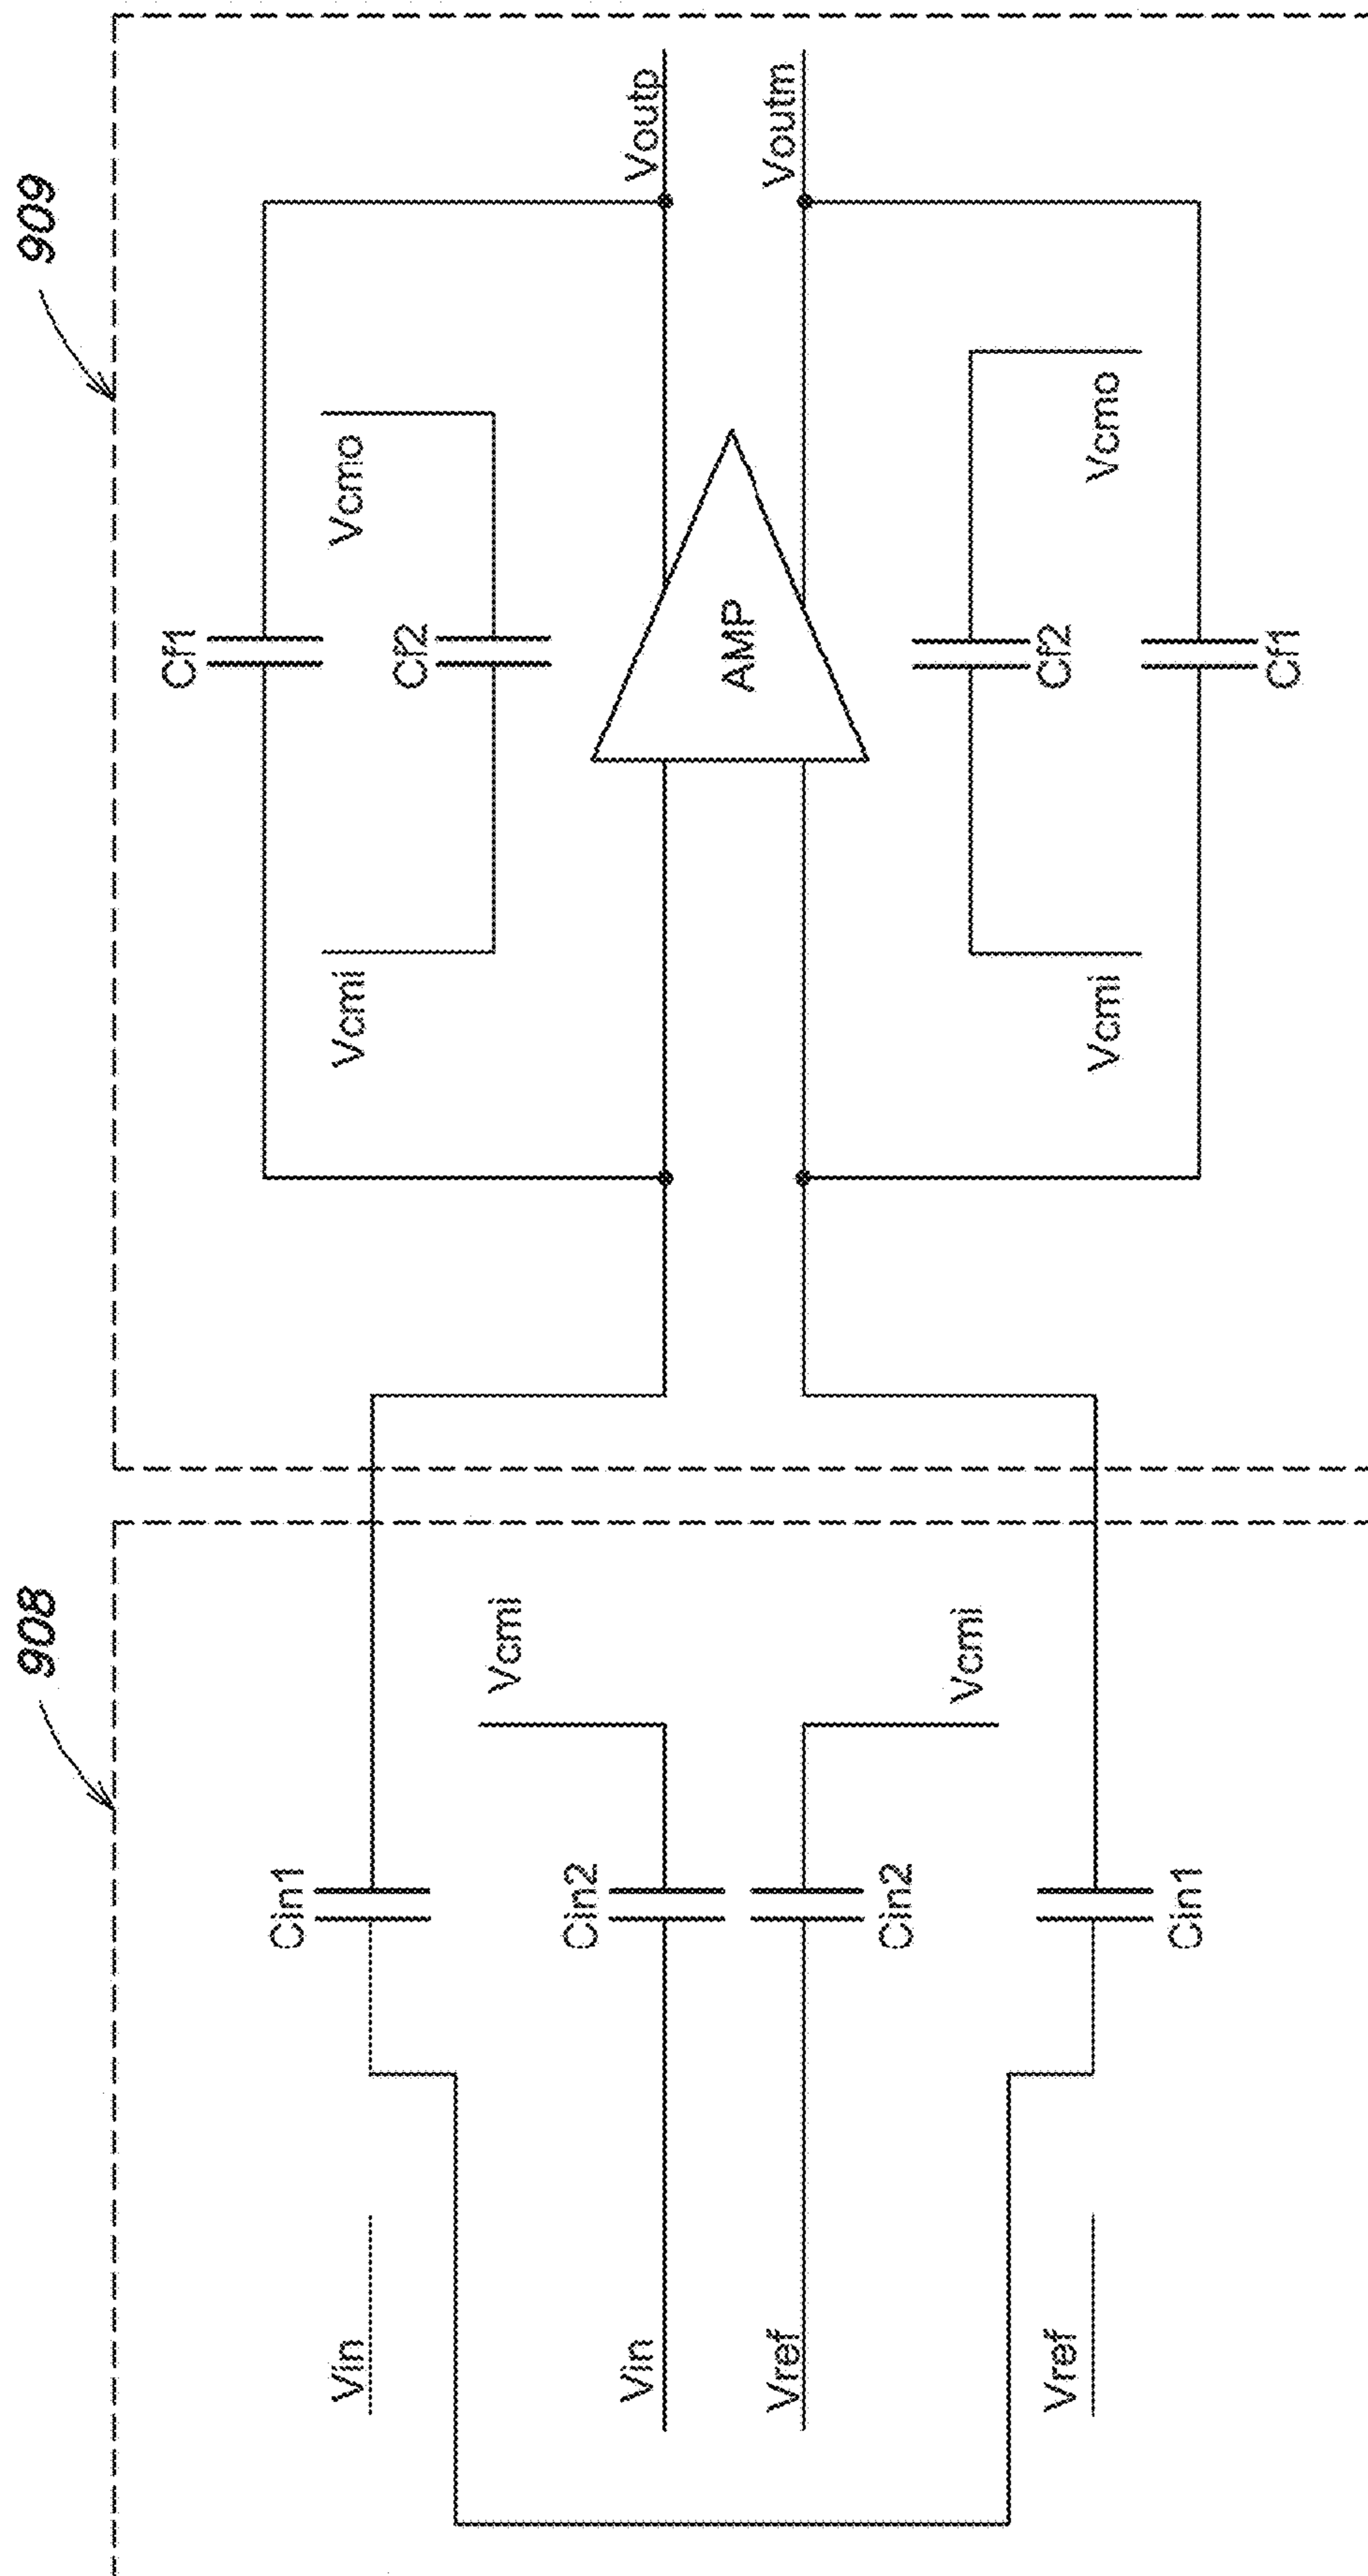 908
909
Vin
Cin1
Vin
Cin2
Vcmi
Vref
Cin2
Vcmi
Vref
Cin1
Cf1
Vcmi
Cf2
Vcmo
AMP
Voutp
Voutm
Vcmi
Cf2
Vcmo
Cf1